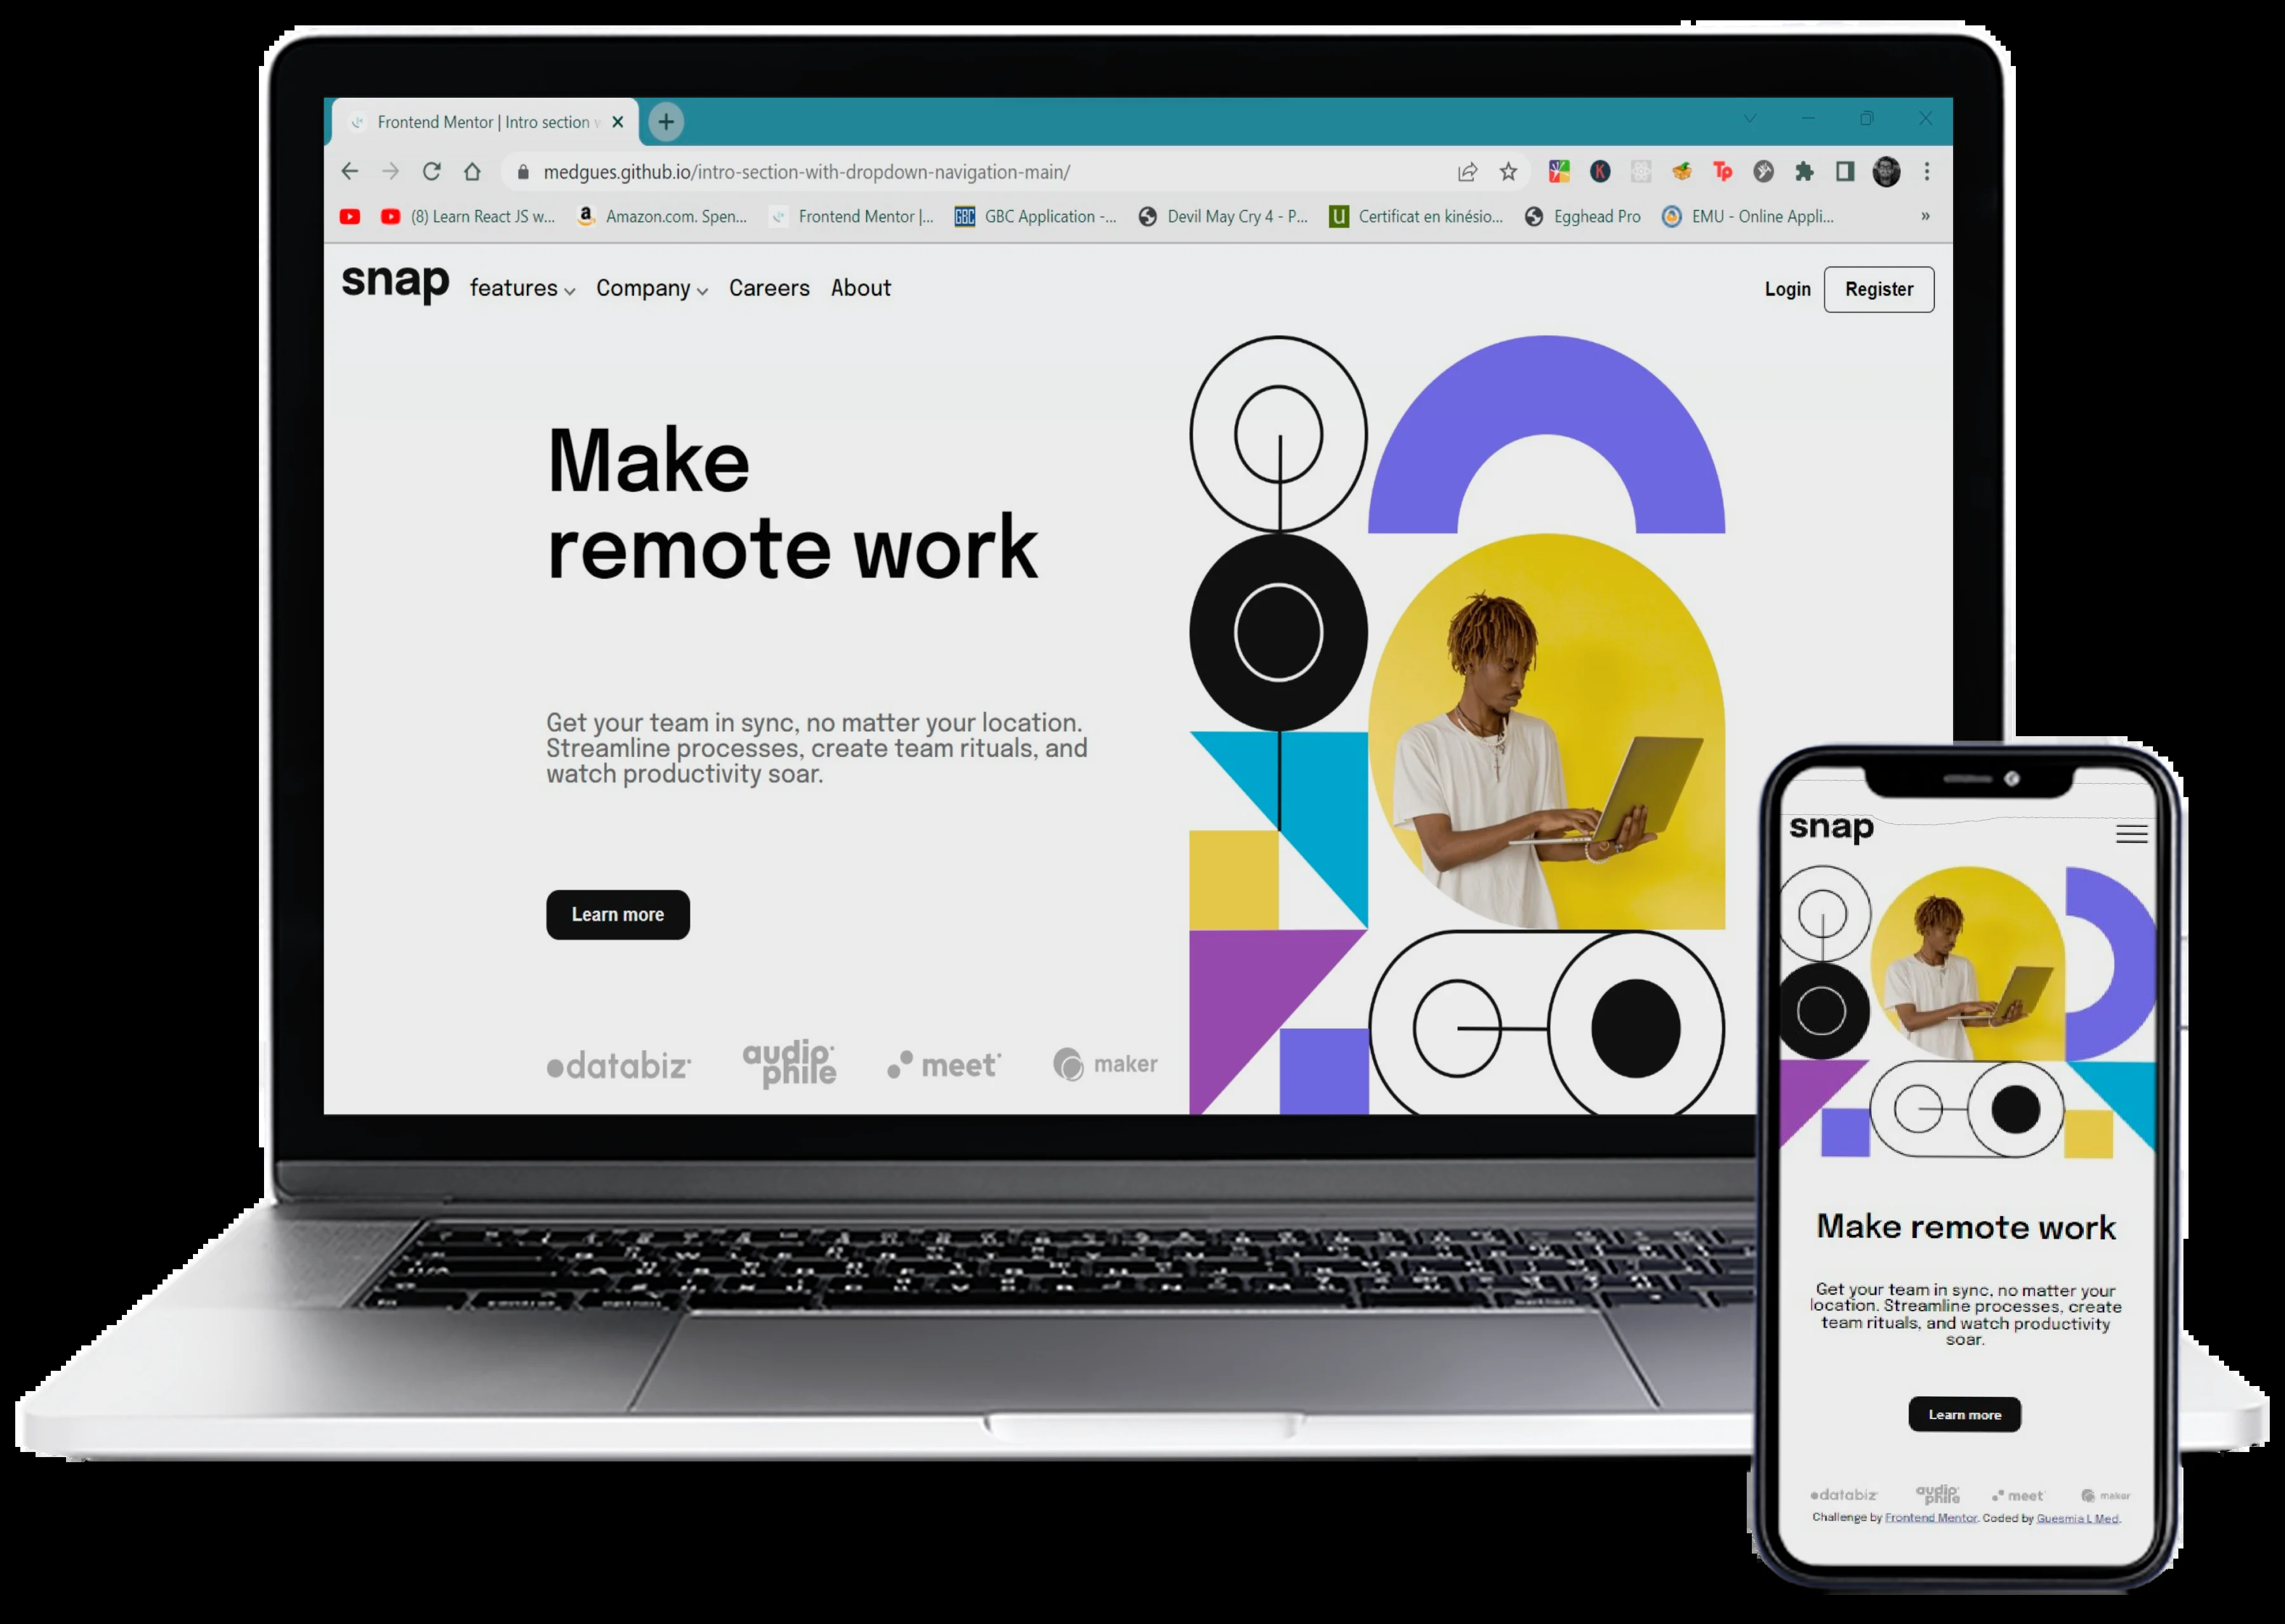 Frontend Mentor | Intro section
medgues.github.io/intro-section-with-dropdown-navigation-main/
K
Tp
(8) Learn React JS w...
a Amazon.com. Spen...
Frontend Mentor |...
GBC GBC Application -...
Devil May Cry 4 - P...
U Certificat en kinésio...
Egghead Pro
EMU - Online Appli...
»
snap features Company Careers About Login Register
Make
remote work
Get your team in sync, no matter your location.
Streamline processes, create team rituals, and
watch productivity soar.
Learn more
databiz
audio
phile
meet
maker
snap
Make remote work
Get your team in sync, no matter your
location. Streamline processes, create
team rituals, and watch productivity
soar.
Learn more
databiz
audio
phile
meet
maker
Challenge by Frontend Mentor. Coded by Guesmia L Med.